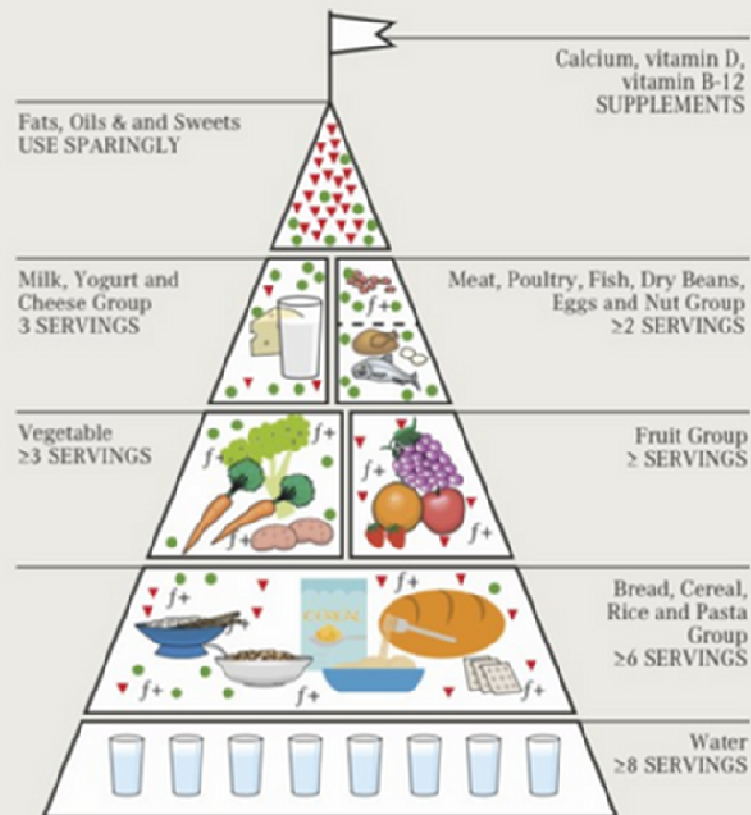 Calcium, vitamin D,
vitamin B-12
SUPPLEMENTS
Fats, Oils & and Sweets
USE SPARINGLY
Milk, Yogurt and
Cheese Group
3 SERVINGS
Meat, Poultry, Fish, Dry Beans,
Eggs and Nut Group
≥2 SERVINGS
f+
Vegetable
≥3 SERVINGS
f+
f+
f+
Fruit Group
≥ SERVINGS
f+
f+
Bread, Cereal,
Rice and Pasta
Group
≥6 SERVINGS
f+
f+
f+
CEREAL
f+
f+
f+
Water
≥8 SERVINGS